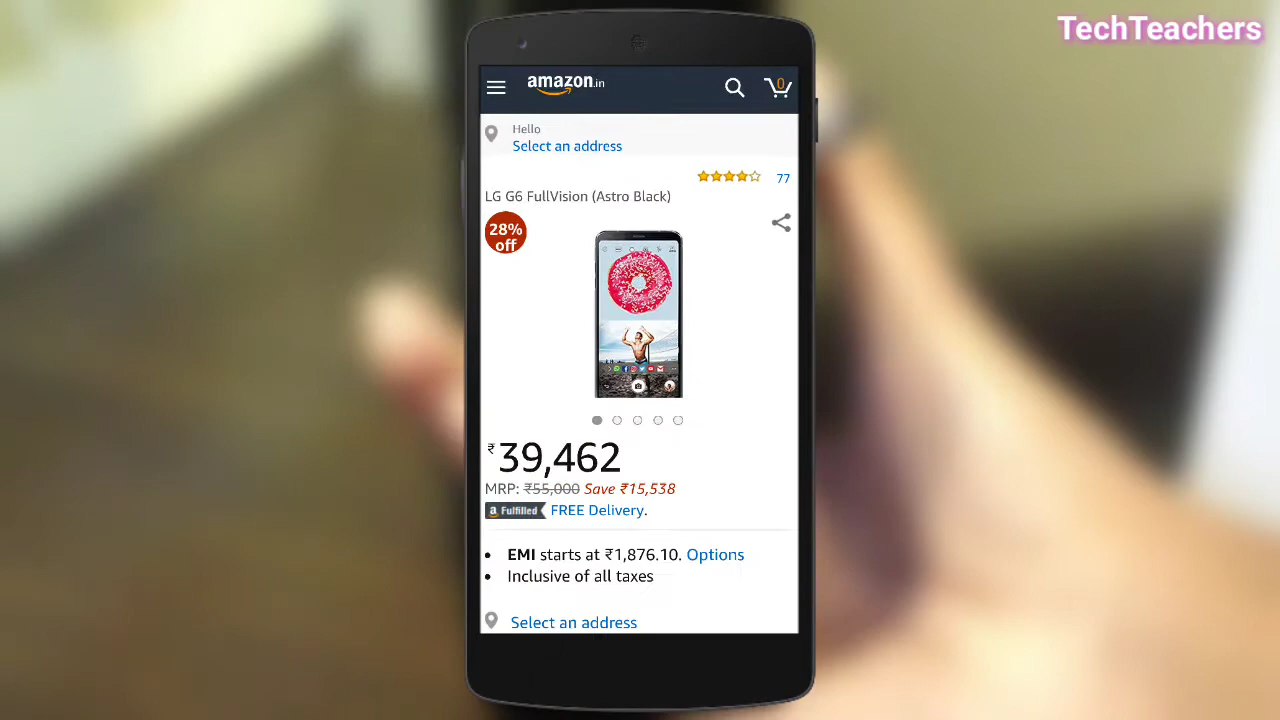 TechTeachers
amazon.in
0
Hello
Select an address
77
LG G6 FullVision (Astro Black)
28%
off
₹39,462
MRP: ₹55,000 Save ₹15,538
a Fulfilled FREE Delivery.
• EMI starts at ₹1,876.10. Options
• Inclusive of all taxes
Select an address